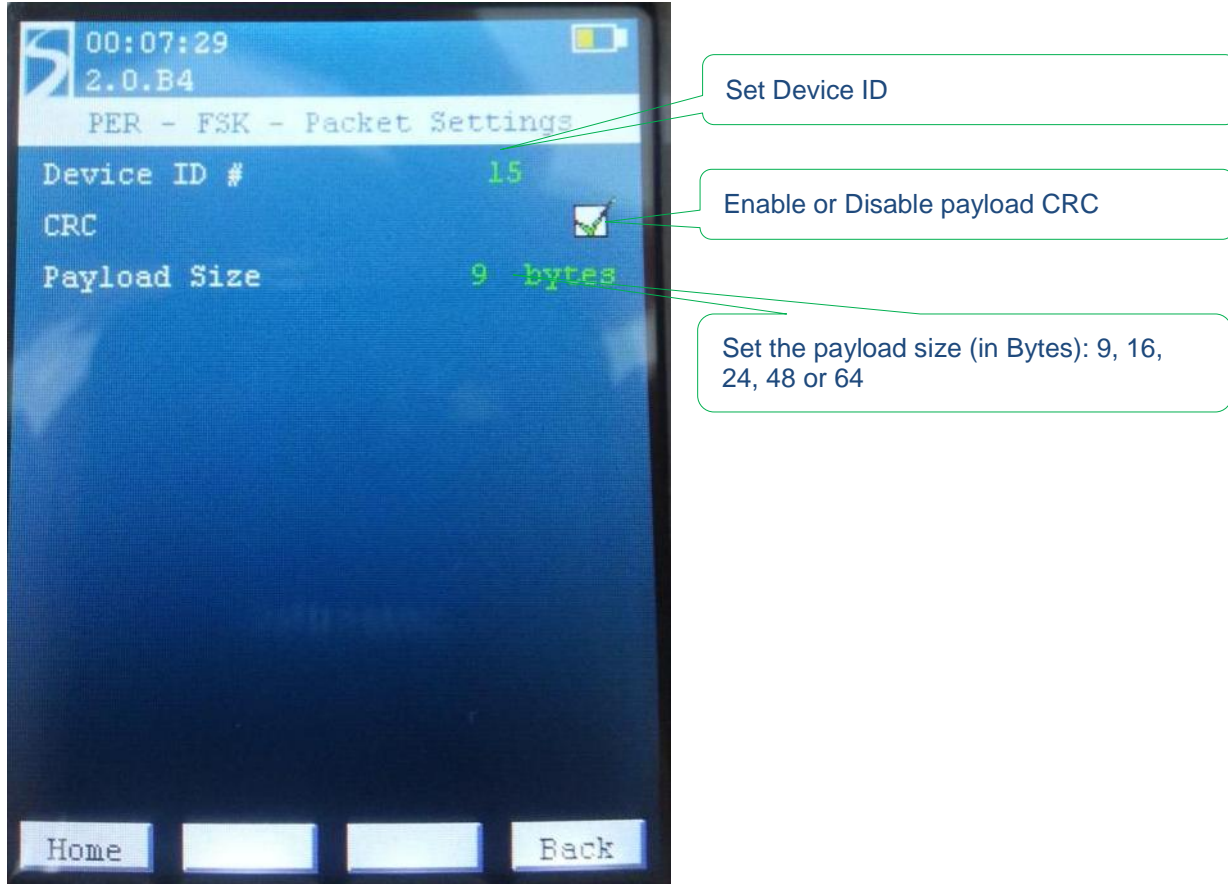 00:07:29
2.0.B4
PER - FSK - Packet Settings
Device ID # 15
CRC
Payload Size 9 bytes
Home Back
Set Device ID
Enable or Disable payload CRC
Set the payload size (in Bytes): 9, 16,
24, 48 or 64